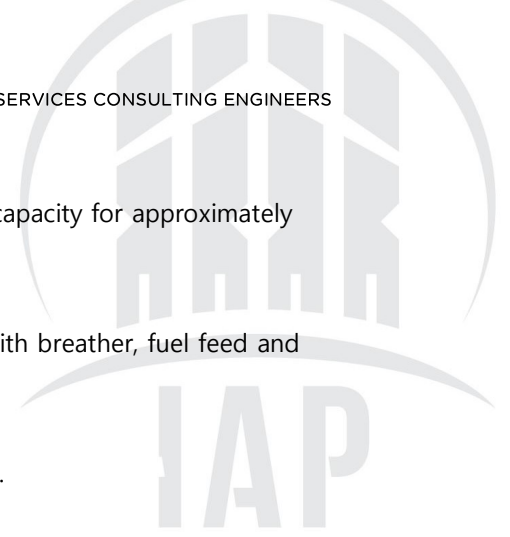 SERVICES CONSULTING ENGINEERS
capacity for approximately
ith breather, fuel feed and
.
IAP